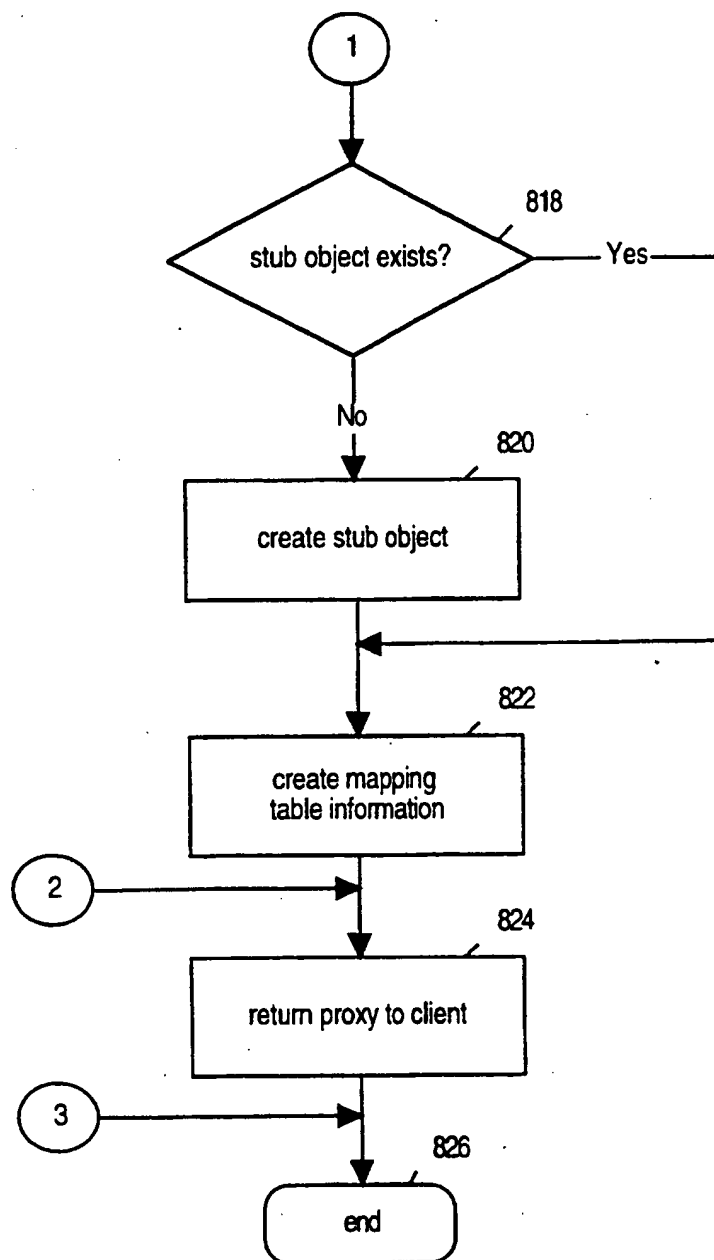 1
818
stub object exists?
Yes
No
820
create stub object
822
create mapping
table information
2
824
return proxy to client
3
826
end